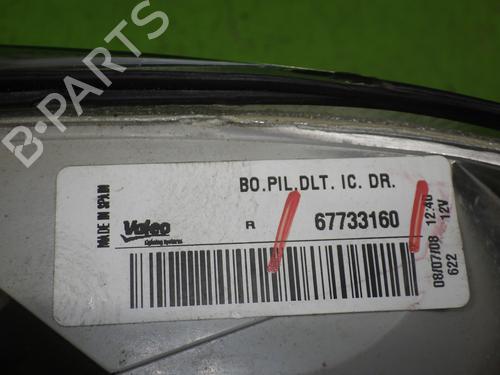 B-PARTS
BO.PIL.DLT. IC. DR.
MADE IN SPAIN
Valeo
Lighting Systems
R 67733160
08/07/08 12:40
622 12V